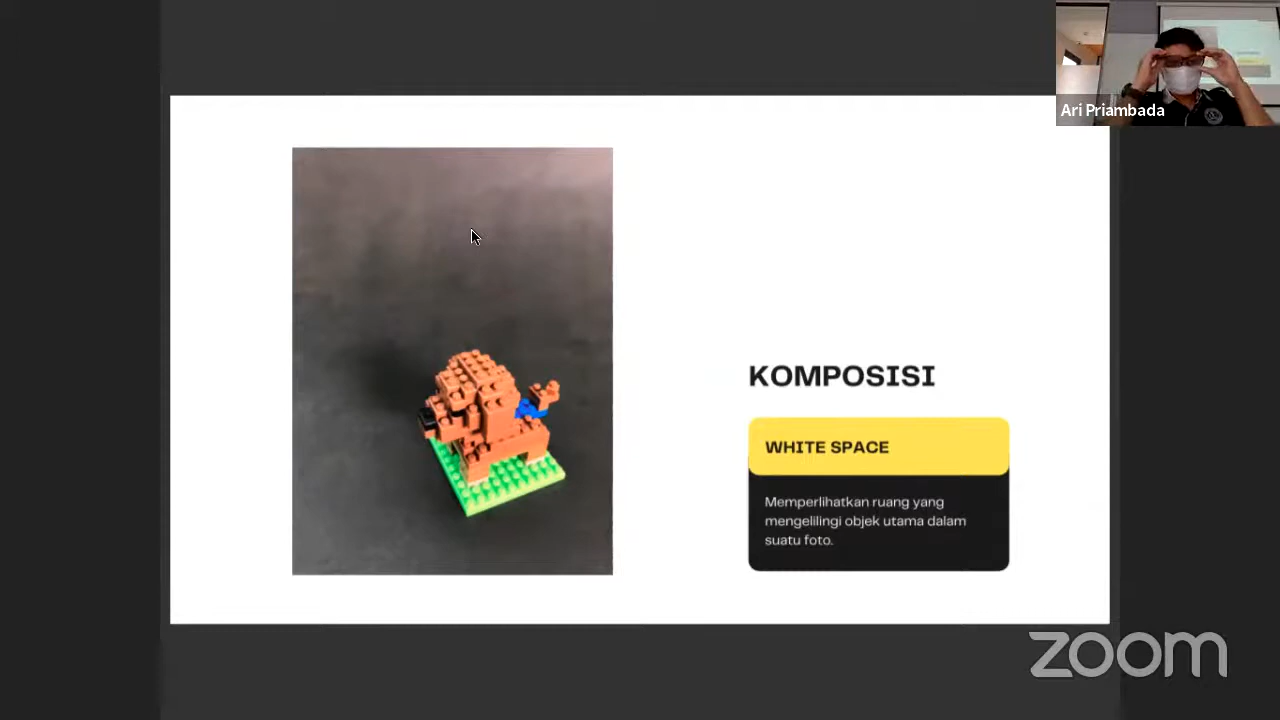 Ari Priambada
KOMPOSISI
WHITE SPACE
Memperlihatkan ruang yang
mengelilingi objek utama dalam
suatu foto.
zoom